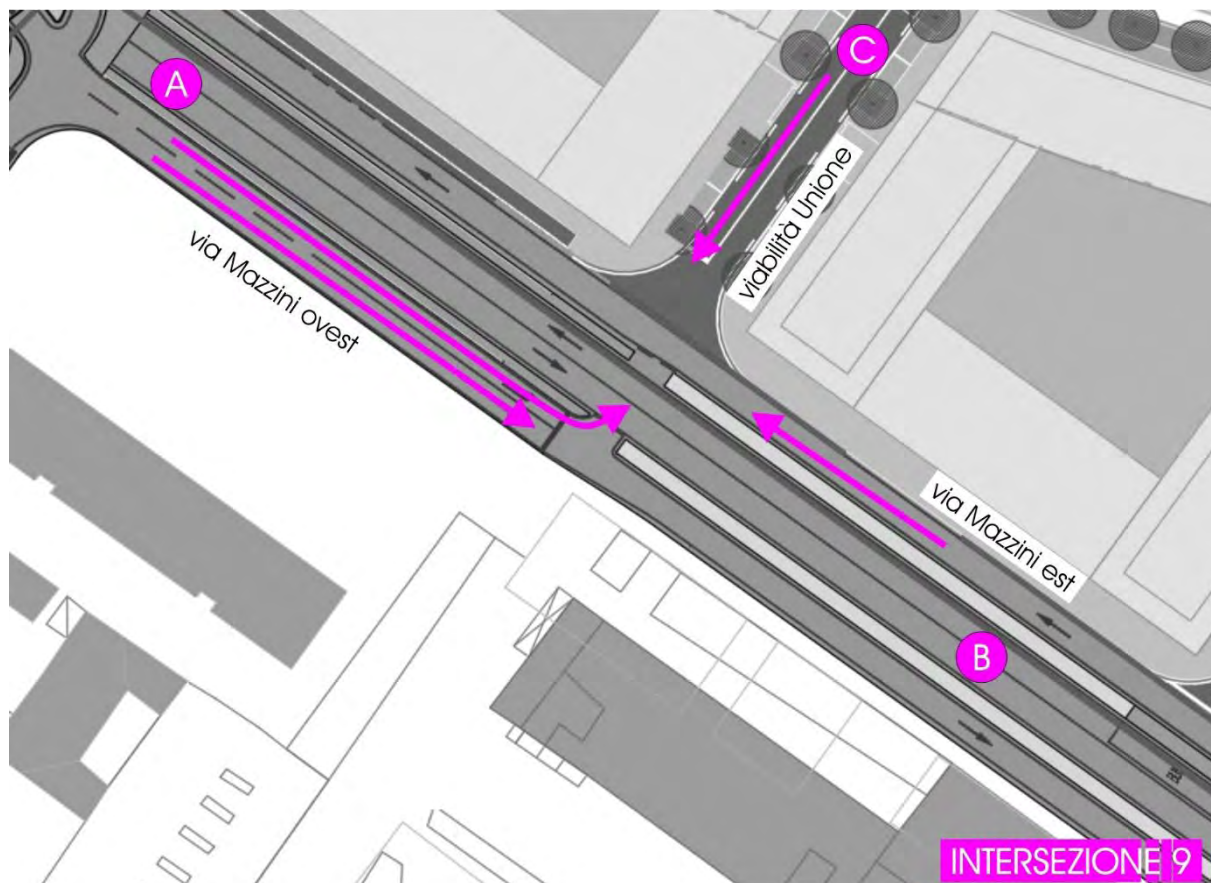 C
A
viabilità Unione
via Mazzini ovest
via Mazzini est
B
INTERSEZIONE 9